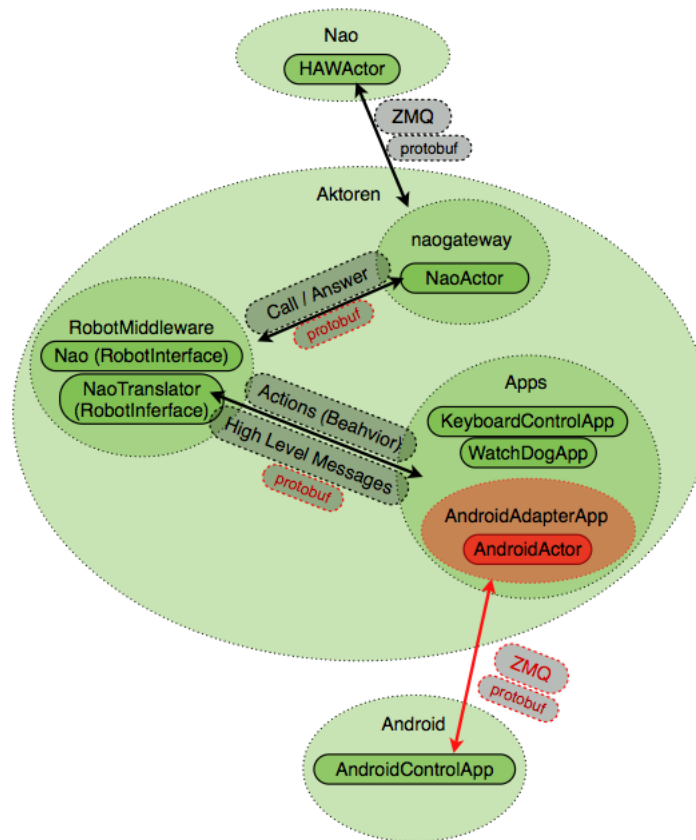 Nao
HAWActor
ZMQ
protobuf
Aktoren
naogateway
NaoActor
Call / Answer
protobuf
RobotMiddleware
Nao (RobotInterface)
NaoTranslator
(RobotInferface)
Actions (Beahvior)
High Level Messages
protobuf
Apps
KeyboardControlApp
WatchDogApp
AndroidAdapterApp
AndroidActor
ZMQ
protobuf
Android
AndroidControlApp